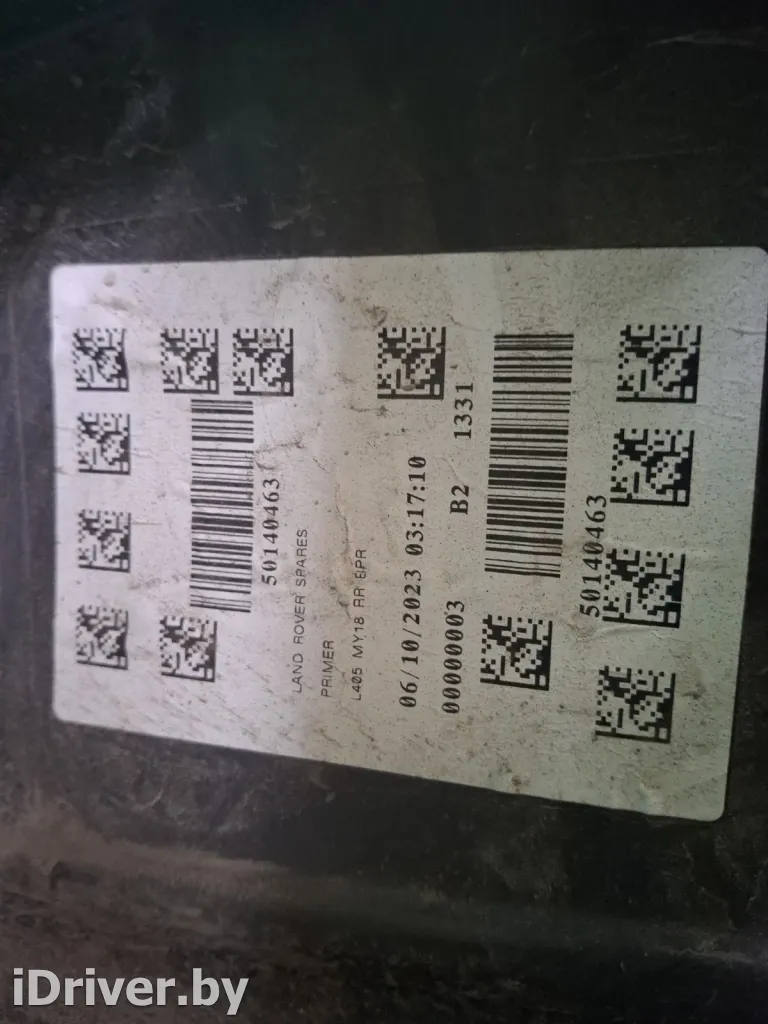 50140463
LAND ROVER SPARES
PRIMER
L405 MY18 RR BPR
06/10/2023 03:17:10
00000003 B2 1331
50140463
iDriver.by